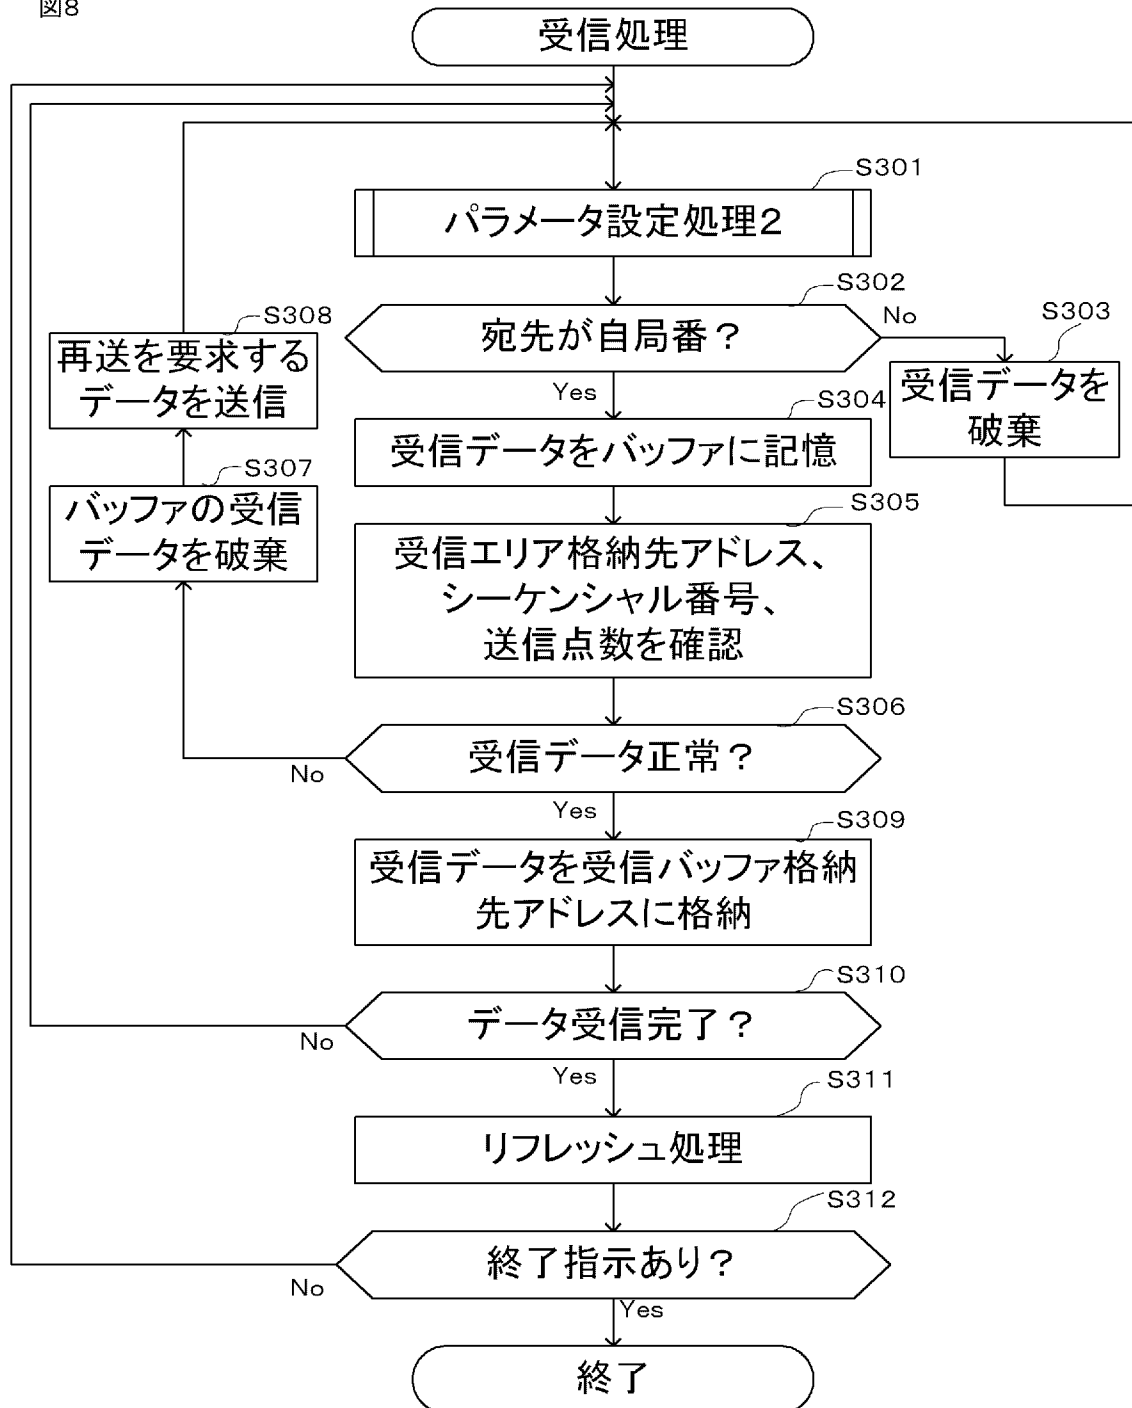 図8
受信処理
S301
パラメータ設定処理2
S302
宛先が自局番？
No
Yes
S303
受信データを
破棄
S304
受信データをバッファに記憶
S305
受信エリア格納先アドレス、
シーケンシャル番号、
送信点数を確認
S306
受信データ正常？
No
Yes
S307
バッファの受信
データを破棄
S308
再送を要求する
データを送信
S309
受信データを受信バッファ格納
先アドレスに格納
S310
データ受信完了？
No
Yes
S311
リフレッシュ処理
S312
終了指示あり？
No
Yes
終了